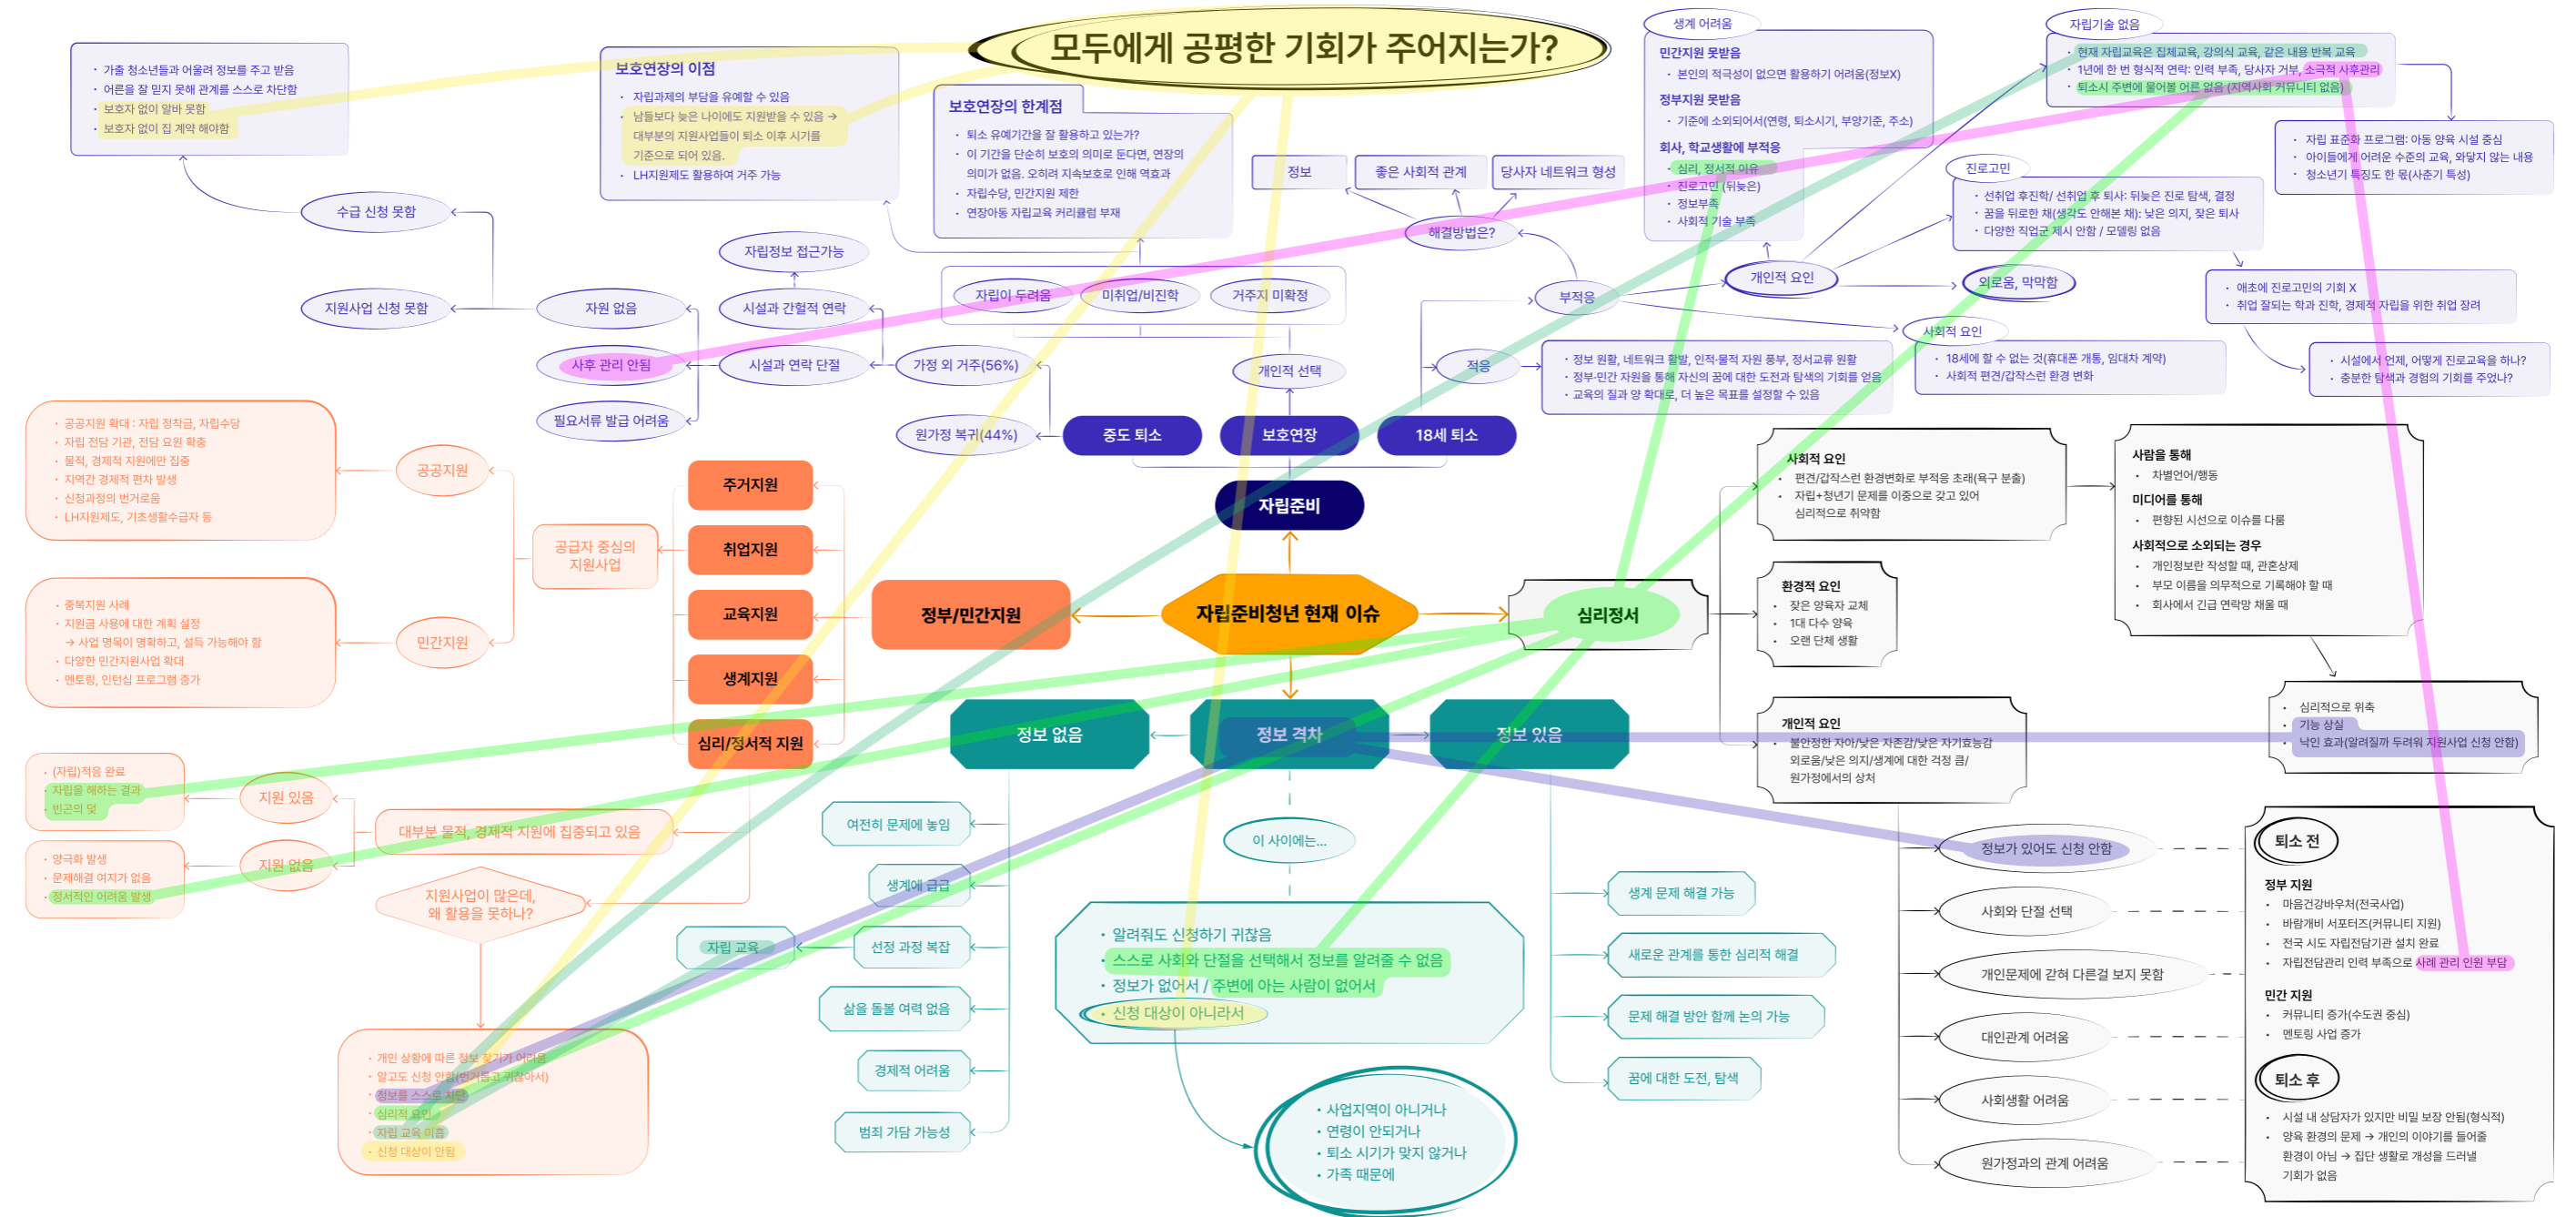 모두에게 공평한 기회가 주어지는가?
· 가출 청소년들과 어울려 정보를 주고 받음
· 어른을 잘 믿지 못해 관계를 스스로 차단함
· 보호자 없이 알바 못함
· 보호자 없이 집 계약 해야함
수급 신청 못함
지원사업 신청 못함
보호연장의 이점
· 자립과제의 부담을 유예할 수 있음
· 남들보다 늦은 나이에도 지원받을 수 있음 →
대부분의 지원사업들이 퇴소 이후 시기를
기준으로 되어 있음.
· LH지원제도 활용하여 거주 가능
보호연장의 한계점
· 퇴소 유예기간을 잘 활용하고 있는가?
· 이 기간을 단순히 보호의 의미로 둔다면, 연장의
의미가 없음. 오히려 지속보호로 인해 역효과
· 자립수당, 민간지원 제한
· 연장아동 자립교육 커리큘럼 부재
자립정보 접근가능
시설과 간헐적 연락
자원 없음
사후 관리 안됨
시설과 연락 단절
가정 외 거주(56%)
필요서류 발급 어려움
원가정 복귀(44%)
자립이 두려움
미취업/비진학
거주지 미확정
개인적 선택
중도 퇴소
보호연장
18세 퇴소
자립준비
정보
좋은 사회적 관계
당사자 네트워크 형성
해결방법은?
부적응
적응
· 정보 원활, 네트워크 활발, 인적·물적 자원 풍부, 정서교류 원활
· 정부·민간 자원을 통해 자신의 꿈에 대한 도전과 탐색의 기회를 얻음
· 교육의 질과 양 확대로, 더 높은 목표를 설정할 수 있음
생계 어려움
민간지원 못받음
· 본인의 적극성이 없으면 활용하기 어려움(정보X)
정부지원 못받음
· 기준에 소외되어서(연령, 퇴소시기, 부양기준, 주소)
회사, 학교생활에 부적응
· 심리, 정서적 이유
· 진로고민 (뒤늦은)
· 정보부족
· 사회적 기술 부족
개인적 요인
외로움, 막막함
자립기술 없음
· 현재 자립교육은 집체교육, 강의식 교육, 같은 내용 반복 교육
· 1년에 한 번 형식적 연락: 인력 부족, 당사자 거부, 소극적 사후관리
· 퇴소시 주변에 물어볼 어른 없음 (지역사회 커뮤니티 없음)
· 자립 표준화 프로그램: 아동 양육 시설 중심
· 아이들에게 어려운 수준의 교육, 와닿지 않는 내용
· 청소년기 특징도 한 몫(사춘기 특성)
진로고민
· 선취업 후진학/ 선취업 후 퇴사: 뒤늦은 진로 탐색, 결정
· 꿈을 뒤로한 채(생각도 안해본 채): 낮은 의지, 잦은 퇴사
· 다양한 직업군 제시 안함 / 모델링 없음
· 애초에 진로고민의 기회 X
· 취업 잘되는 학과 진학, 경제적 자립을 위한 취업 장려
· 시설에서 언제, 어떻게 진로교육을 하나?
· 충분한 탐색과 경험의 기회를 주었나?
사회적 요인
· 18세에 할 수 없는 것(휴대폰 개통, 임대차 계약)
· 사회적 편견/갑작스런 환경 변화
자립준비청년 현재 이슈
정부/민간지원
주거지원
취업지원
교육지원
생계지원
심리/정서적 지원
공급자 중심의
지원사업
공공지원
· 공공지원 확대 : 자립 정착금, 자립수당
· 자립 전담 기관, 전담 요원 확충
· 물적, 경제적 지원에만 집중
· 지역간 경제적 편차 발생
· 신청과정의 번거로움
· LH지원제도, 기초생활수급자 등
민간지원
· 중복지원 사례
· 지원금 사용에 대한 계획 설정
→ 사업 명목이 명확하고, 설득 가능해야 함
· 다양한 민간지원사업 확대
· 멘토링, 인턴십 프로그램 증가
대부분 물적, 경제적 지원에 집중되고 있음
지원 있음
· (자립)적응 완료
· 자립을 해하는 결과
· 빈곤의 덫
지원 없음
· 양극화 발생
· 문제해결 여지가 없음
· 정서적인 어려움 발생
지원사업이 많은데,
왜 활용을 못하나?
· 개인 상황에 따른 정보 찾기가 어려움
· 알고도 신청 안함(번거롭고 귀찮아서)
· 정보를 스스로 차단
· 심리적 요인
· 자립 교육 미흡
· 신청 대상이 안됨
정보 없음
정보 격차
정보 있음
여전히 문제에 놓임
생계에 급급
선정 과정 복잡
자립 교육
삶을 돌볼 여력 없음
경제적 어려움
범죄 가담 가능성
이 사이에는...
· 알려줘도 신청하기 귀찮음
· 스스로 사회와 단절을 선택해서 정보를 알려줄 수 없음
· 정보가 없어서 / 주변에 아는 사람이 없어서
· 신청 대상이 아니라서
· 사업지역이 아니거나
· 연령이 안되거나
· 퇴소 시기가 맞지 않거나
· 가족 때문에
생계 문제 해결 가능
새로운 관계를 통한 심리적 해결
문제 해결 방안 함께 논의 가능
꿈에 대한 도전, 탐색
심리정서
사회적 요인
· 편견/갑작스런 환경변화로 부적응 초래(욕구 분출)
· 자립+청년기 문제를 이중으로 갖고 있어
심리적으로 취약함
환경적 요인
· 잦은 양육자 교체
· 1대 다수 양육
· 오랜 단체 생활
개인적 요인
· 불안정한 자아/낮은 자존감/낮은 자기효능감
외로움/낮은 의지/생계에 대한 걱정 큼/
원가정에서의 상처
사람을 통해
· 차별언어/행동
미디어를 통해
· 편향된 시선으로 이슈를 다룸
사회적으로 소외되는 경우
· 개인정보란 작성할 때, 관혼상제
· 부모 이름을 의무적으로 기록해야 할 때
· 회사에서 긴급 연락망 채울 때
· 심리적으로 위축
· 기능 상실
· 낙인 효과(알려질까 두려워 지원사업 신청 안함)
정보가 있어도 신청 안함
사회와 단절 선택
개인문제에 갇혀 다른걸 보지 못함
대인관계 어려움
사회생활 어려움
원가정과의 관계 어려움
퇴소 전
정부 지원
· 마음건강바우처(전국사업)
· 바람개비 서포터즈(커뮤니티 지원)
· 전국 시도 자립전담기관 설치 완료
· 자립전담관리 인력 부족으로 사례 관리 인원 부담
민간 지원
· 커뮤니티 증가(수도권 중심)
· 멘토링 사업 증가
퇴소 후
· 시설 내 상담자가 있지만 비밀 보장 안됨(형식적)
· 양육 환경의 문제 → 개인의 이야기를 들어줄
환경이 아님 → 집단 생활로 개성을 드러낼
기회가 없음